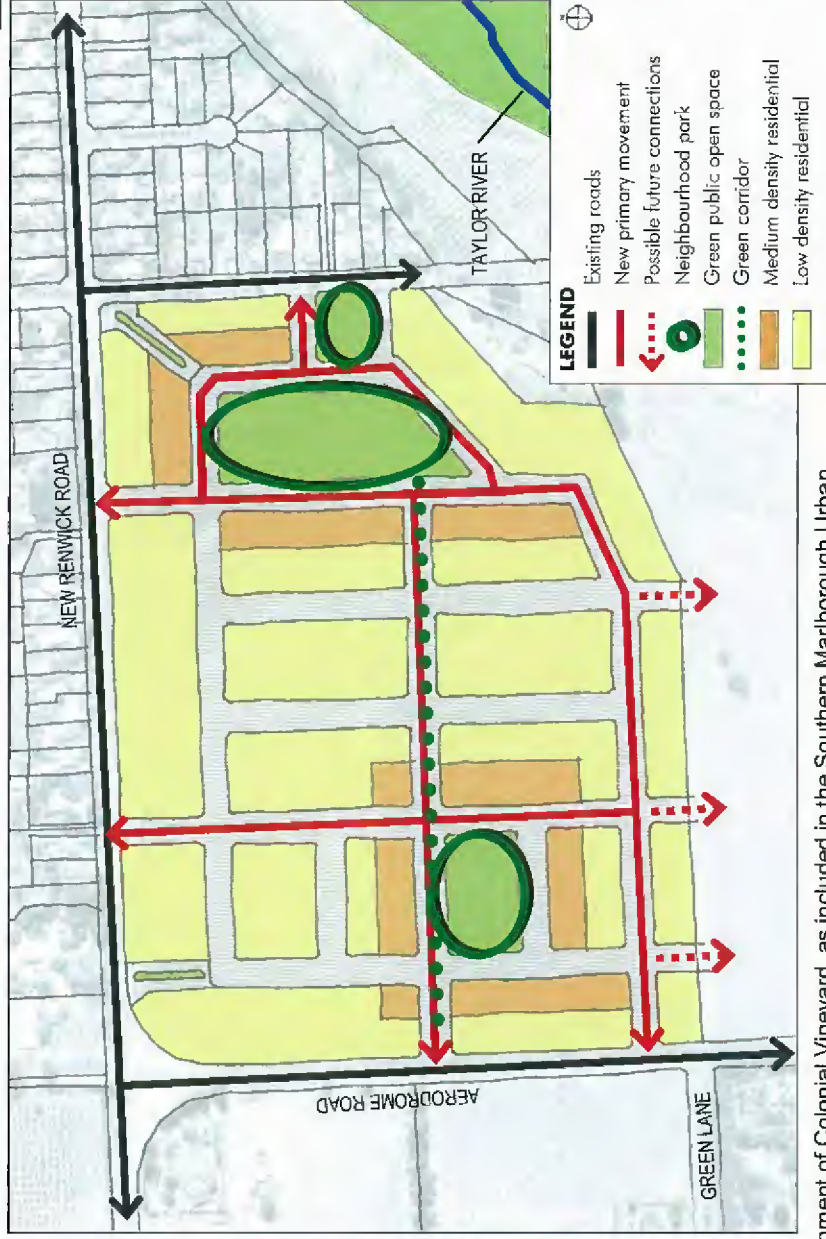 NEW RENWICK ROAD
AERODROME ROAD
GREEN LANE
TAYLOR RIVER
N
LEGEND
Existing roads
New primary movement
Possible future connections
Neighbourhood park
Green public open space
Green corridor
Medium density residential
Low density residential
ment of Colonial Vineyard, as included in the Southern Marlborough Urban